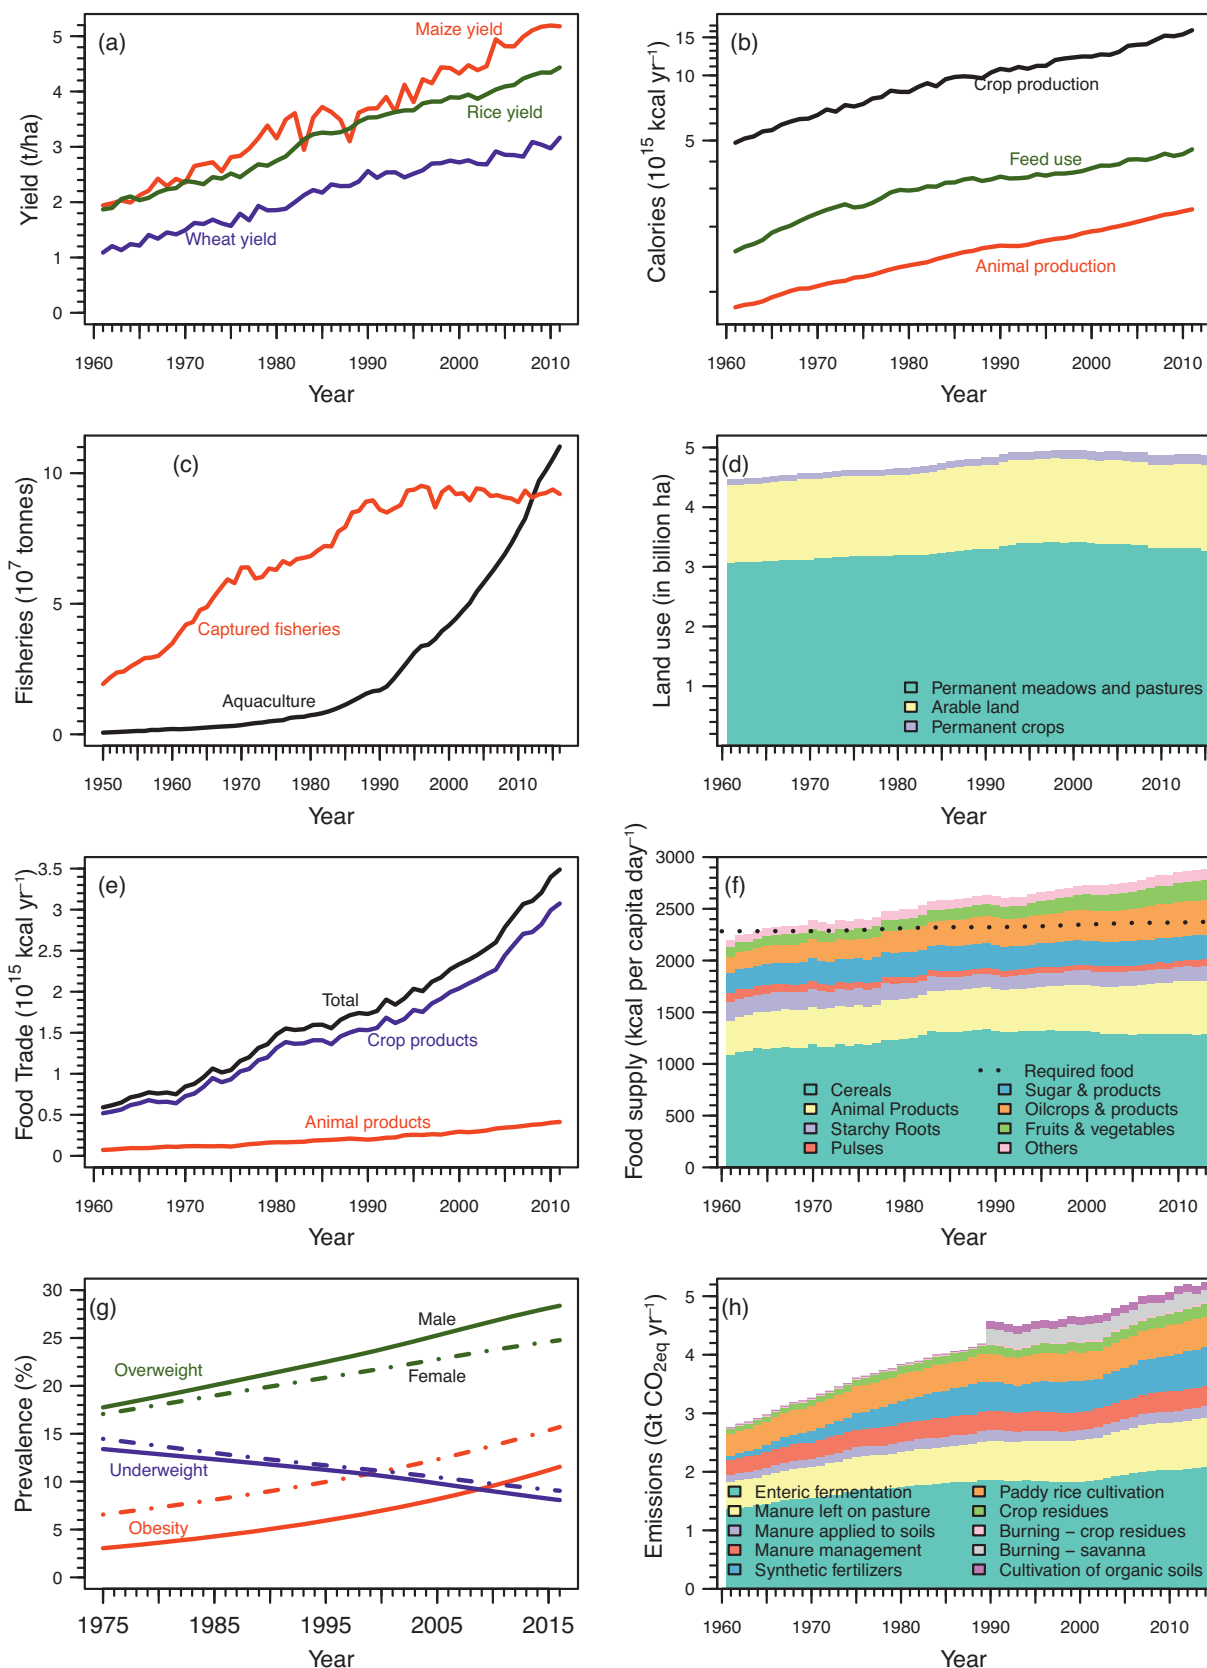 (a)
Maize yield
Rice yield
Wheat yield
Yield (t/ha)
0
1
2
3
4
5
1960
1970
1980
1990
2000
2010
Year
(b)
Crop production
Feed use
Animal production
Calories (10¹⁵ kcal yr⁻¹)
5
10
15
1960
1970
1980
1990
2000
2010
Year
(c)
Captured fisheries
Aquaculture
Fisheries (10⁷ tonnes)
0
5
10
1950
1960
1970
1980
1990
2000
2010
Year
(d)
Land use (in billion ha)
1
2
3
4
5
Permanent meadows and pastures
Arable land
Permanent crops
1960
1970
1980
1990
2000
2010
Year
(e)
Total
Crop products
Animal products
Food Trade (10¹⁵ kcal yr⁻¹)
0
0.5
1
1.5
2
2.5
3
3.5
1960
1970
1980
1990
2000
2010
Year
(f)
Food supply (kcal per capita day⁻¹)
0
500
1000
1500
2000
2500
3000
Required food
Cereals
Animal Products
Starchy Roots
Pulses
Sugar & products
Oilcrops & products
Fruits & vegetables
Others
1960
1970
1980
1990
2000
2010
Year
(g)
Male
Overweight
Female
Underweight
Obesity
Prevalence (%)
0
5
10
15
20
25
30
1975
1985
1995
2005
2015
Year
(h)
Emissions (Gt CO₂eq yr⁻¹)
0
1
2
3
4
5
Enteric fermentation
Manure left on pasture
Manure applied to soils
Manure management
Synthetic fertilizers
Paddy rice cultivation
Crop residues
Burning – crop residues
Burning – savanna
Cultivation of organic soils
1960
1970
1980
1990
2000
2010
Year